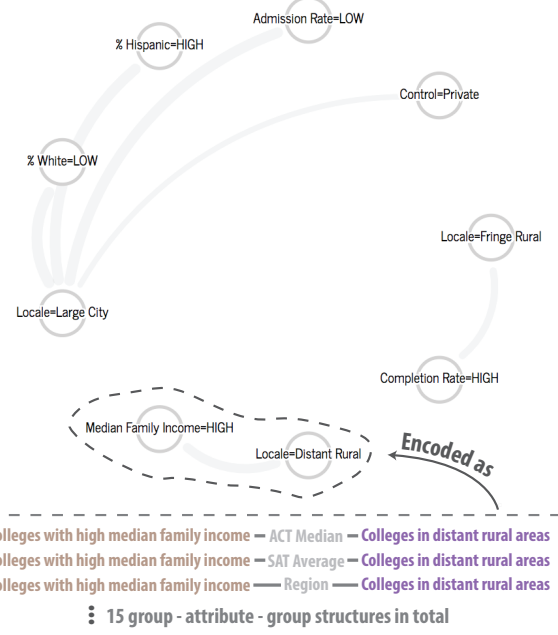 Admission Rate=LOW
% Hispanic=HIGH
Control=Private
% White=LOW
Locale=Fringe Rural
Locale=Large City
Completion Rate=HIGH
Median Family Income=HIGH
Locale=Distant Rural
Encoded as
olleges with high median family income — ACT Median — Colleges in distant rural areas
olleges with high median family income — SAT Average — Colleges in distant rural areas
olleges with high median family income — Region — Colleges in distant rural areas
15 group - attribute - group structures in total